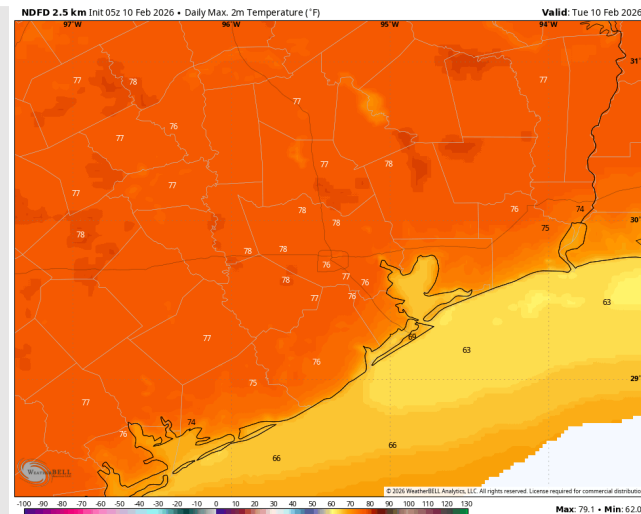 NDFD 2.5 km Init 05z 10 Feb 2026 • Daily Max. 2m Temperature (°F)
Valid: Tue 10 Feb 2026
97°W 96°W 95°W 94°W
31°
77 78 77 77
76
77
77 78
77 77
78 76 74
78 75 30°
78
78 78
76
78 77 76
77 76 63
69
77 63
76
75 29°
77
74
76
66
66
WEATHERBELL
© 2026 WeatherBELL Analytics, LLC. All rights reserved. License required for commercial distributio
-100 -90 -80 -70 -60 -50 -40 -30 -20 -10 0 10 20 30 40 50 60 70 80 90 100 110 120 130
Max: 79.1 • Min: 62.